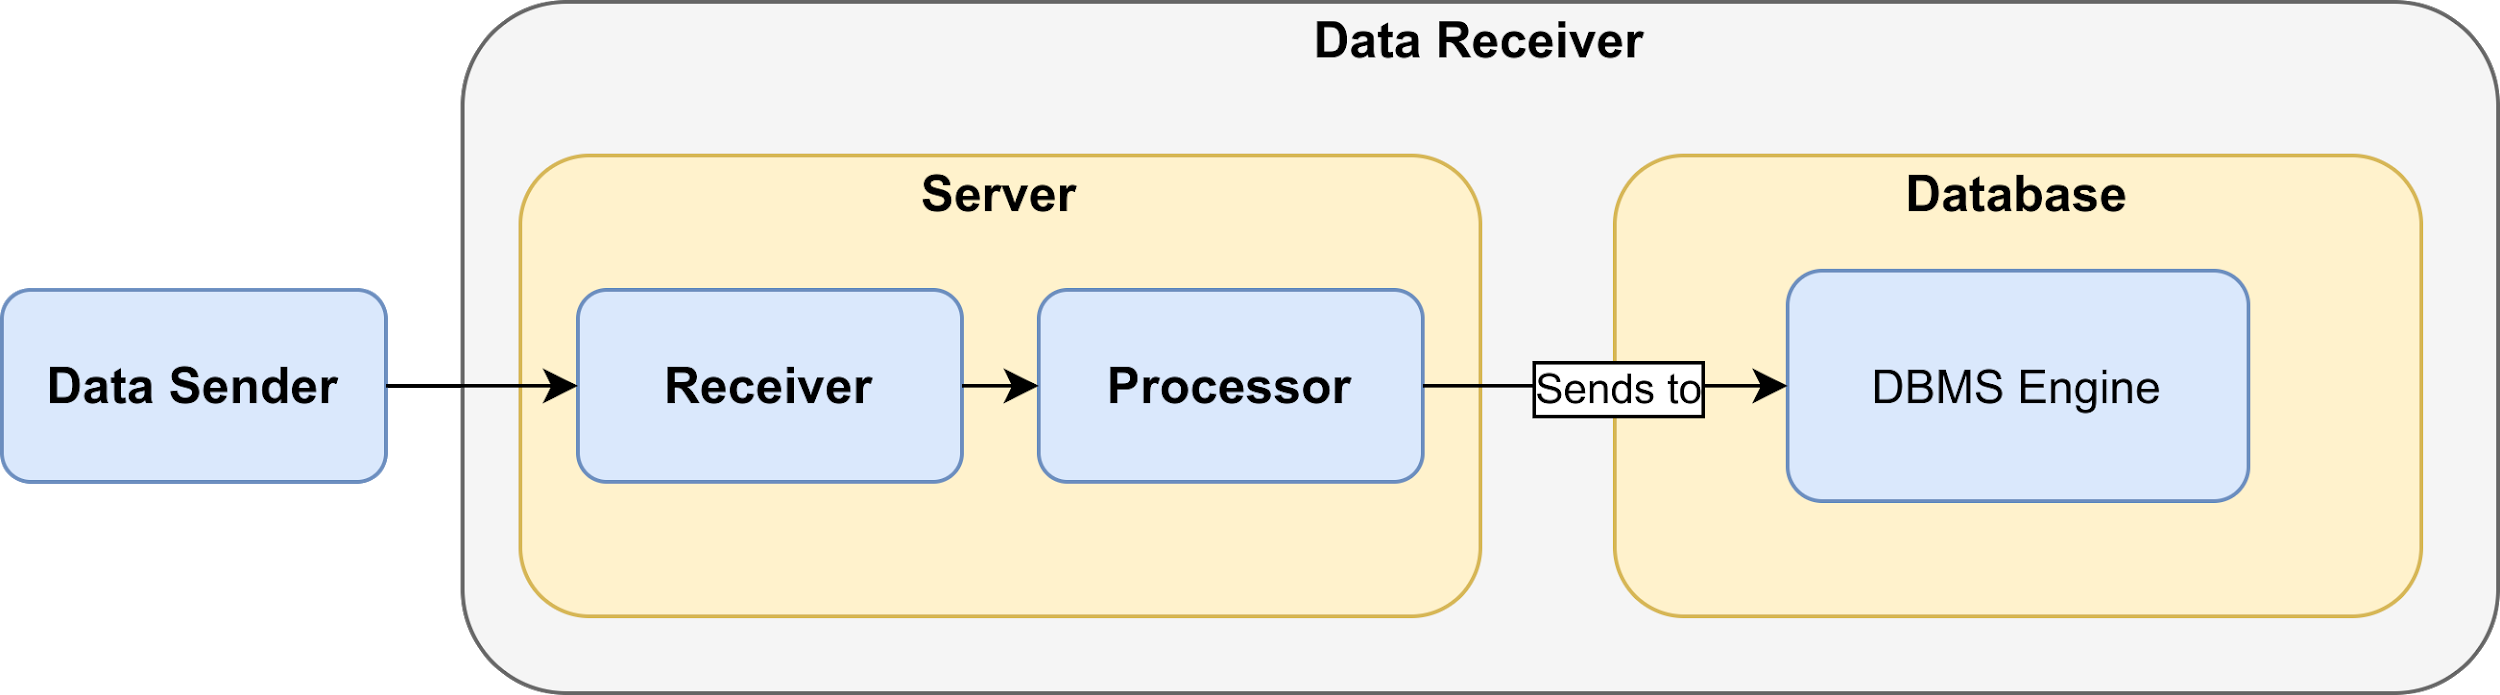 Data Receiver
Server
Database
Data Sender
Receiver
Processor
Sends to
DBMS Engine